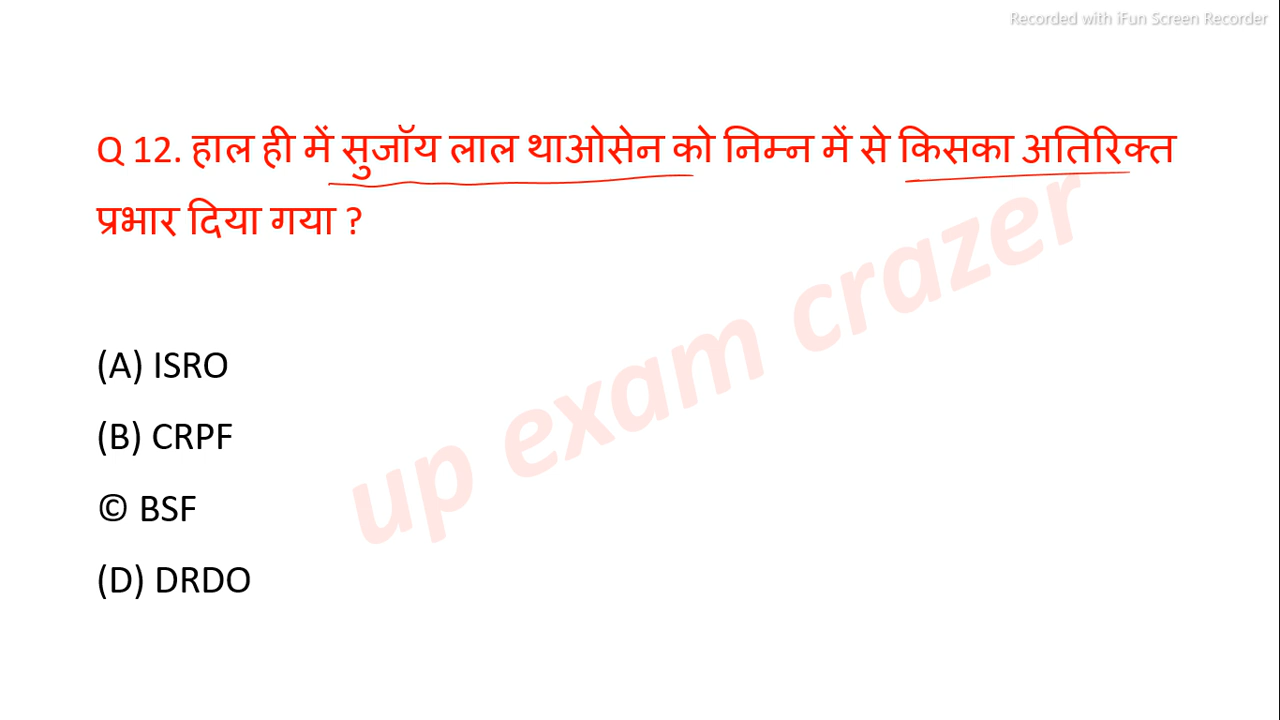 Recorded with iFun Screen Recorder
Q 12. हाल ही में सुजॉय लाल थाओसेन को निम्न में से किसका अतिरिक्त
प्रभार दिया गया ?
(A) ISRO
(B) CRPF
© BSF
(D) DRDO
up exam crazer